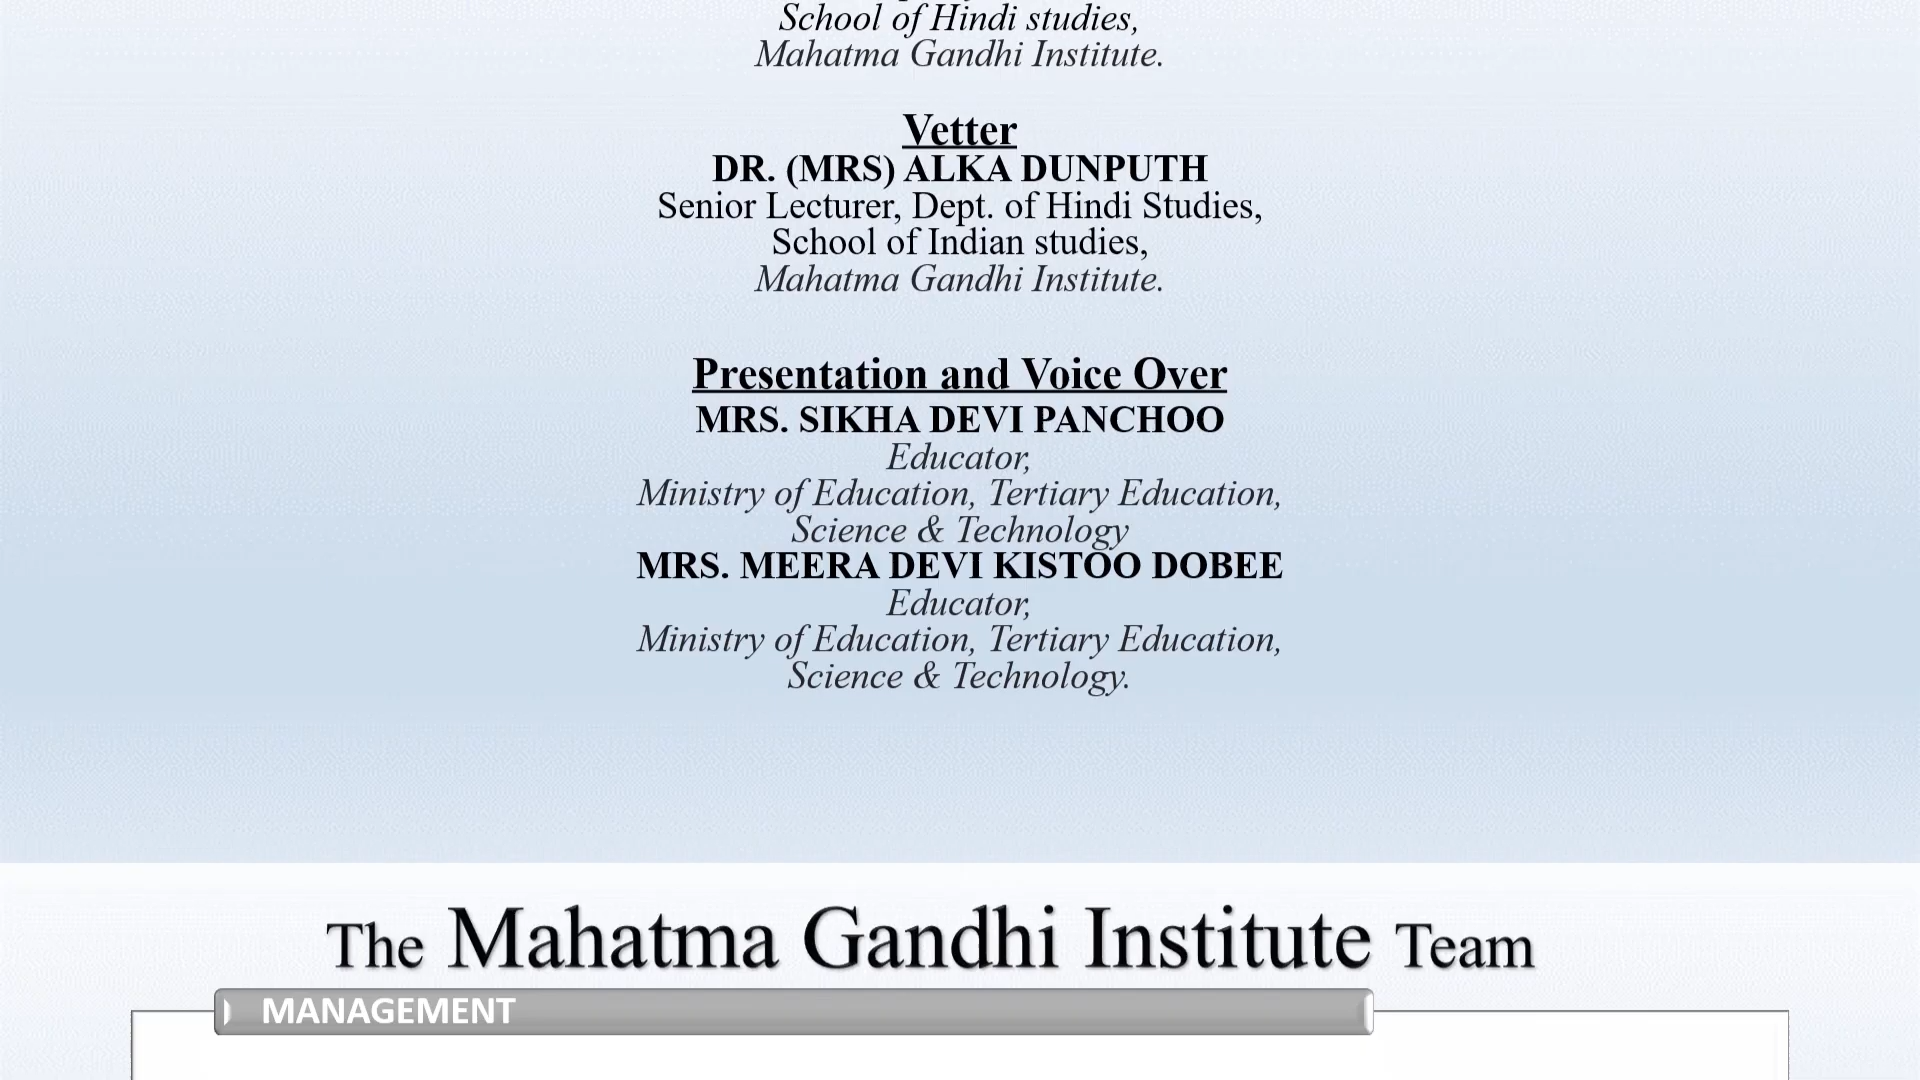 School of Hindi studies,
Mahatma Gandhi Institute.
Vetter
DR. (MRS) ALKA DUNPUTH
Senior Lecturer, Dept. of Hindi Studies,
School of Indian studies,
Mahatma Gandhi Institute.
Presentation and Voice Over
MRS. SIKHA DEVI PANCHOO
Educator,
Ministry of Education, Tertiary Education,
Science & Technology
MRS. MEERA DEVI KISTOO DOBEE
Educator,
Ministry of Education, Tertiary Education,
Science & Technology.
The Mahatma Gandhi Institute Team
MANAGEMENT